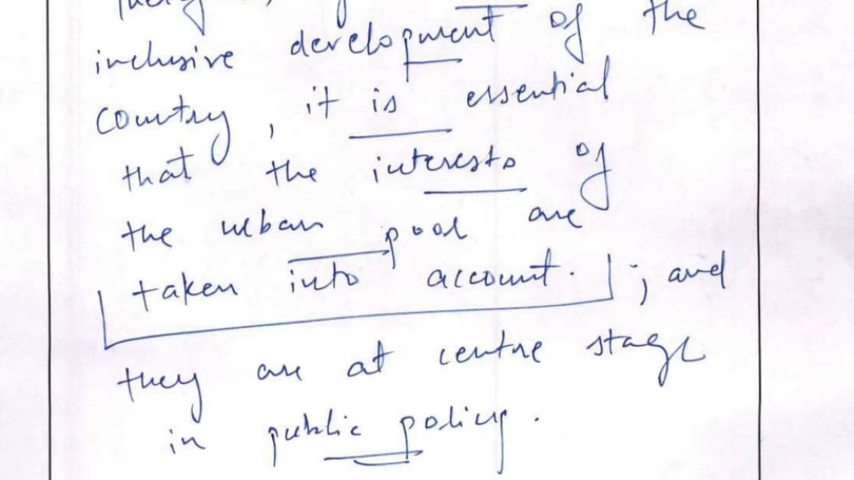 inclusive development of the
country, it is essential
that the interests of
the urban poor are
taken into account. ; and
they are at centre stage
in public policy.